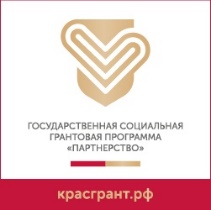 ГОСУДАРСТВЕННАЯ СОЦИАЛЬНАЯ
ГРАНТОВАЯ ПРОГРАММА
«ПАРТНЕРСТВО»
красгрант.рф